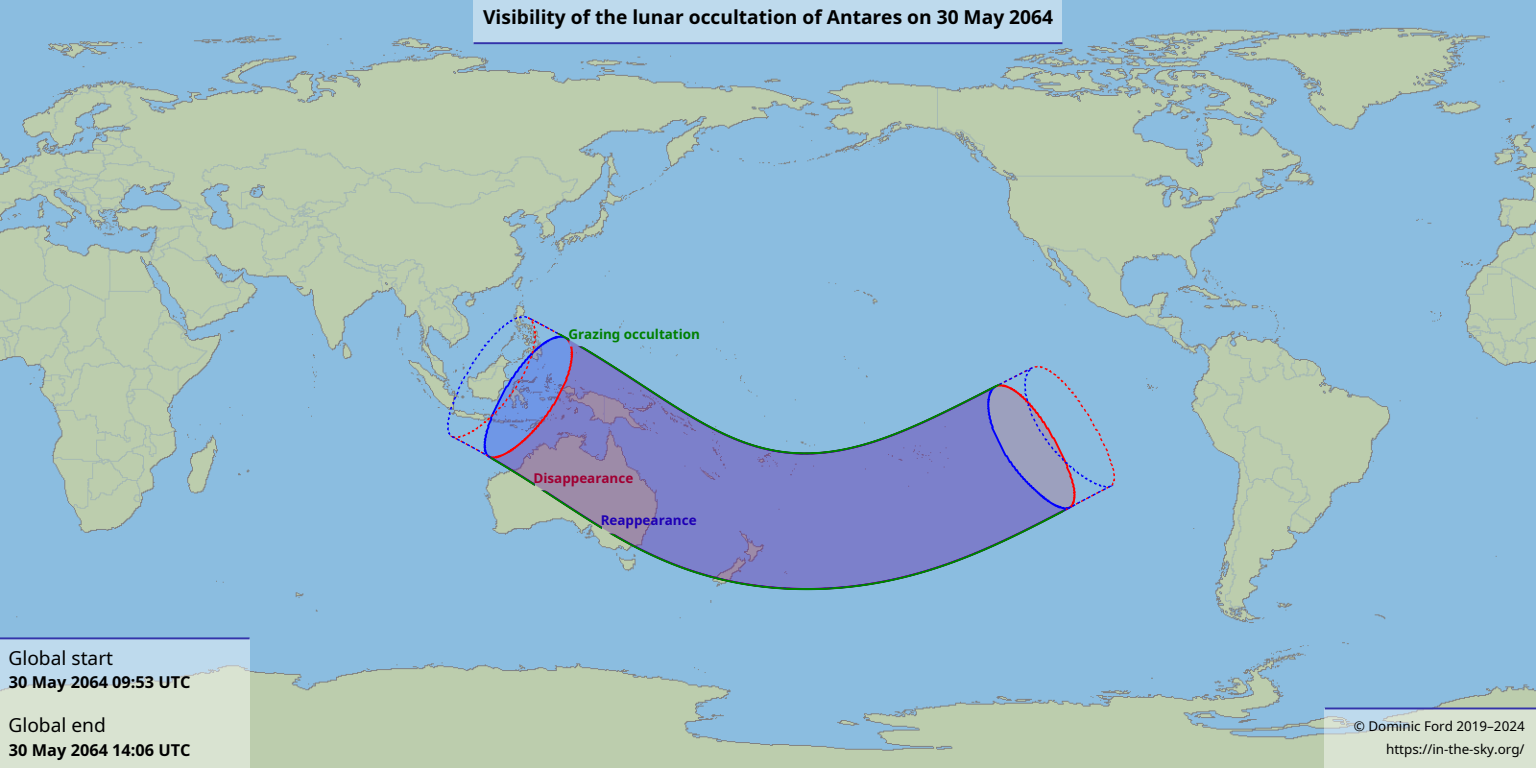 Visibility of the lunar occultation of Antares on 30 May 2064
Grazing occultation
Disappearance
Reappearance
Global start
30 May 2064 09:53 UTC
Global end
30 May 2064 14:06 UTC
© Dominic Ford 2019–2024
https://in-the-sky.org/